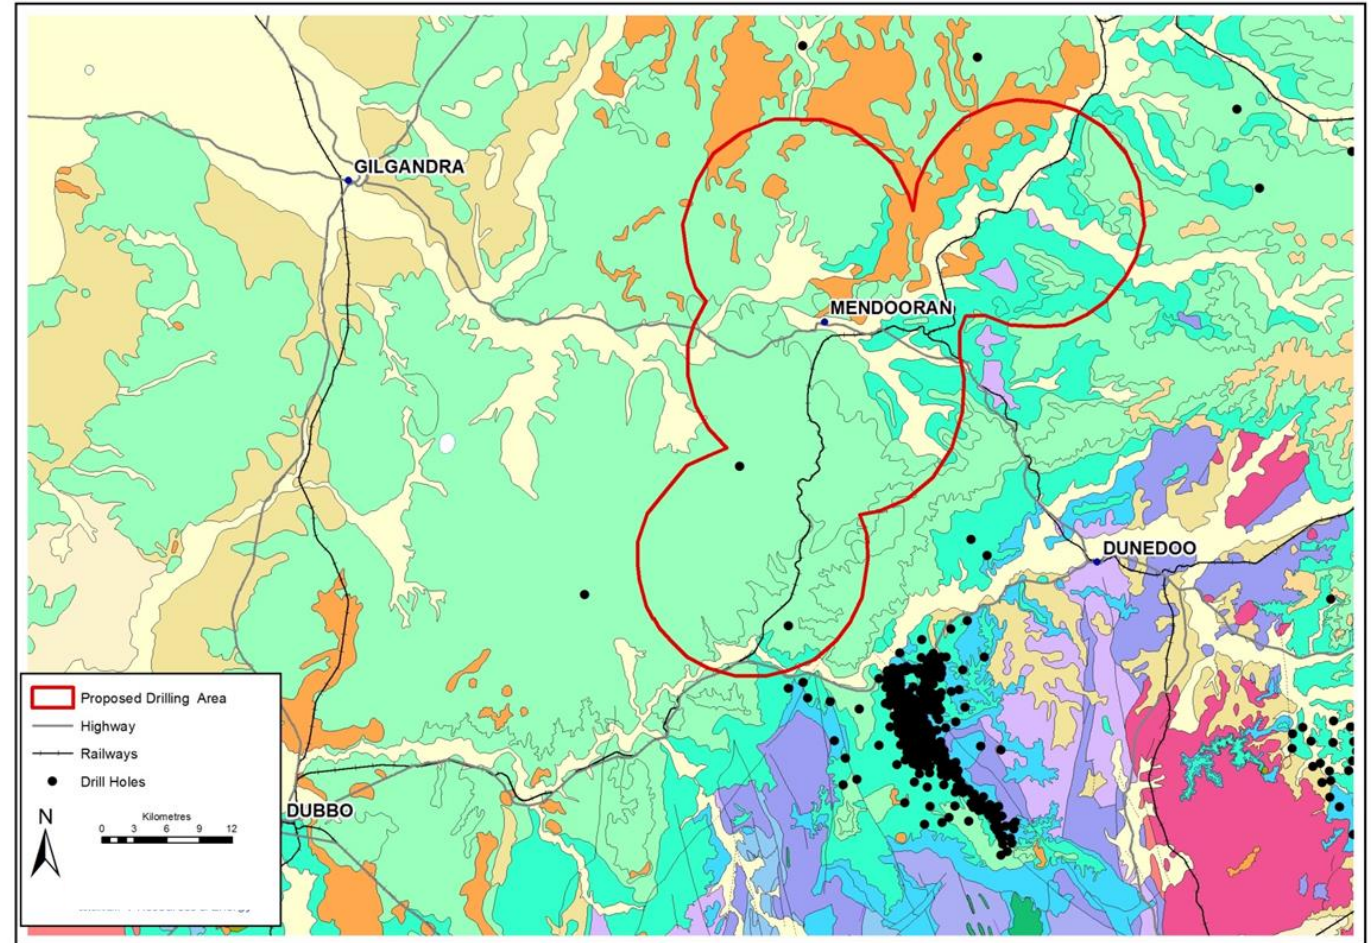 GILGANDRA
MENDOORAN
DUNEDOO
DUBBO
Proposed Drilling Area
Highway
Railways
Drill Holes
N
Kilometres
0 3 6 9 12